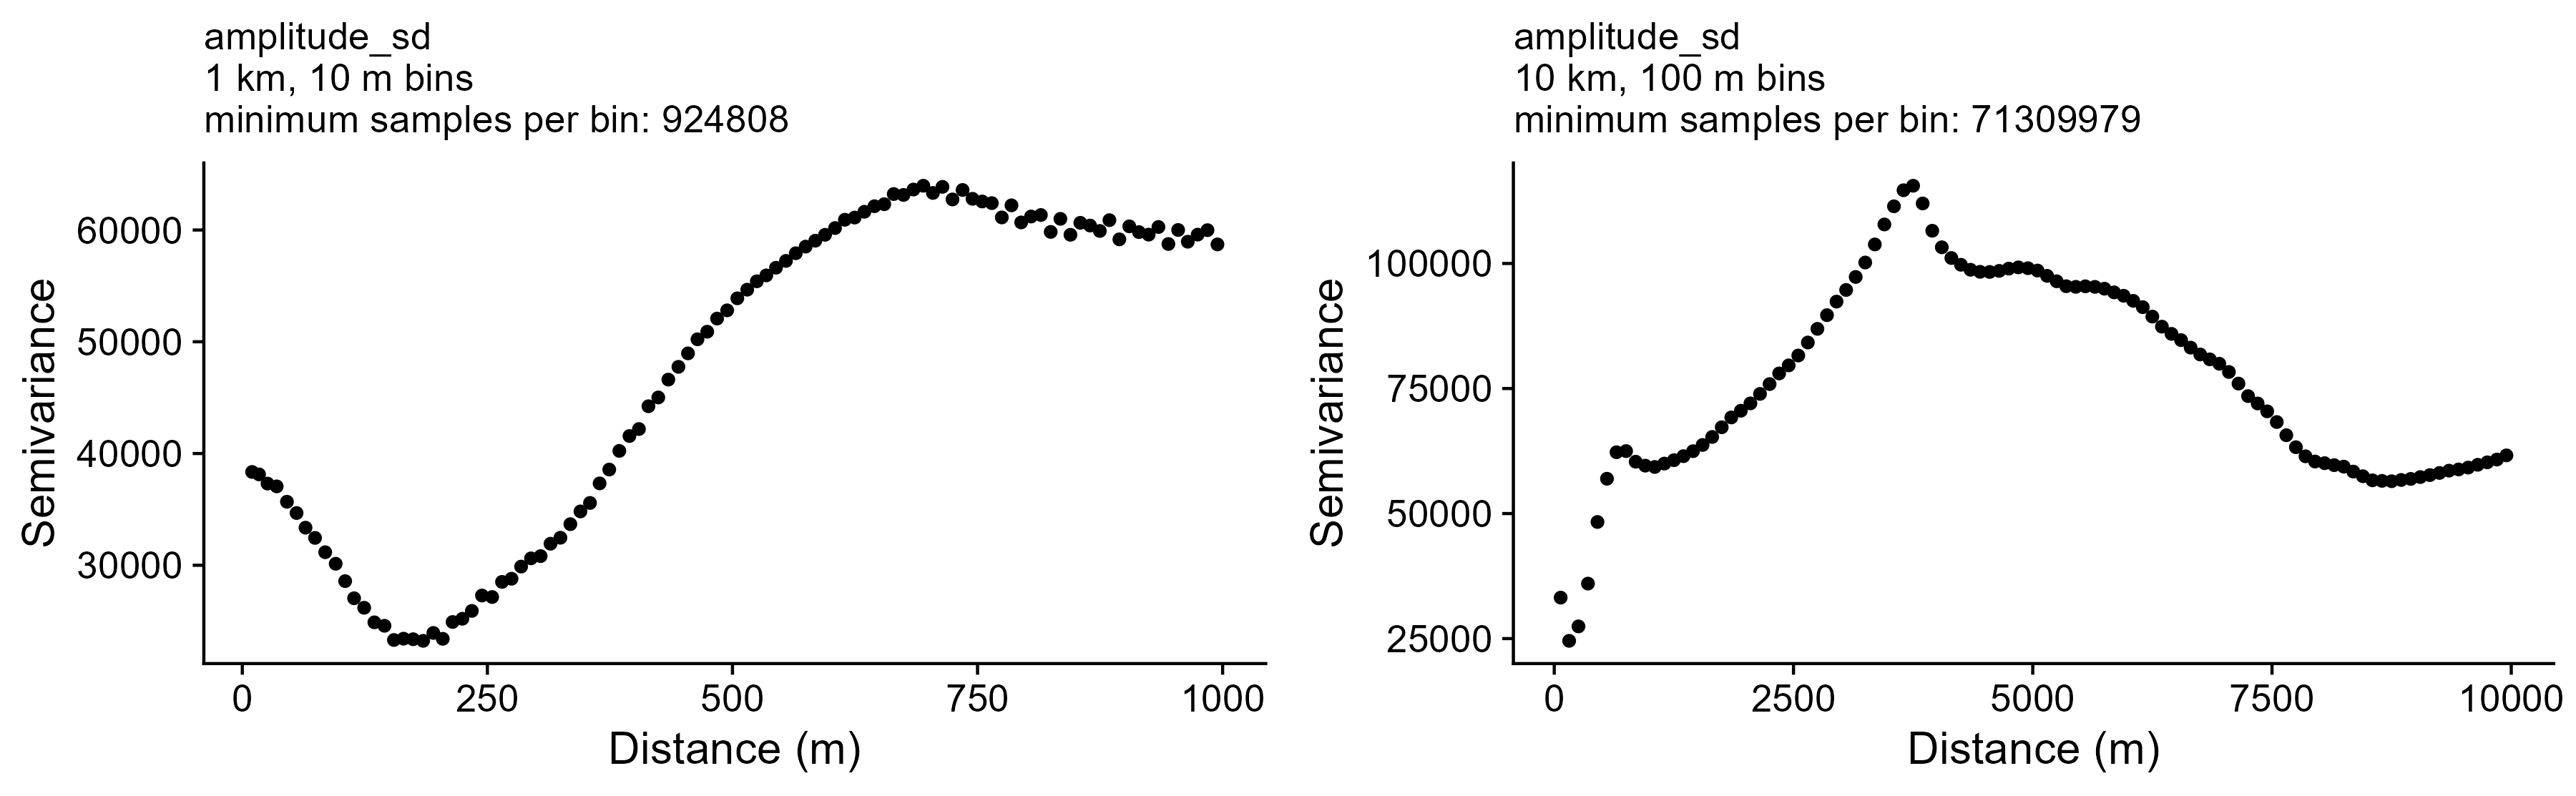 amplitude_sd
1 km, 10 m bins
minimum samples per bin: 924808
Semivariance
60000
50000
40000
30000
0
250
500
750
1000
Distance (m)
amplitude_sd
10 km, 100 m bins
minimum samples per bin: 71309979
Semivariance
100000
75000
50000
25000
0
2500
5000
7500
10000
Distance (m)